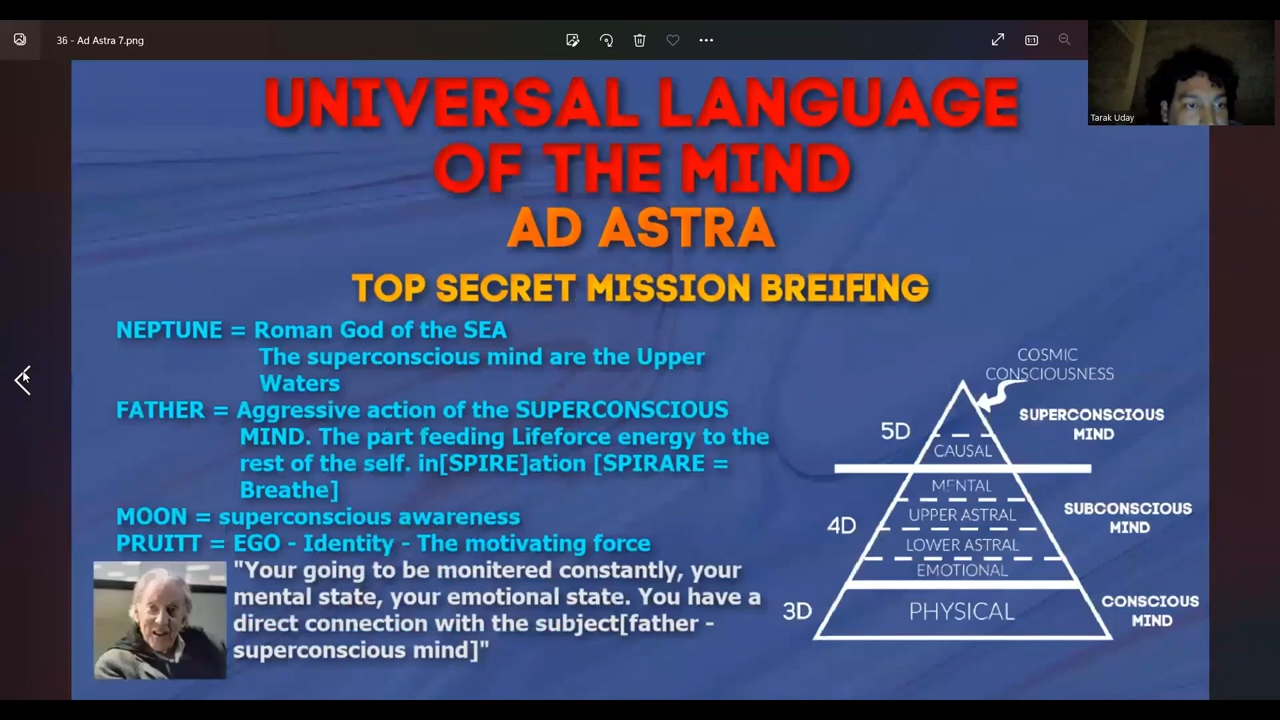 36 - Ad Astra 7.png
Tarak Uday
UNIVERSAL LANGUAGE
OF THE MIND
AD ASTRA
TOP SECRET MISSION BREIFING
NEPTUNE = Roman God of the SEA
The superconscious mind are the Upper
Waters
FATHER = Aggressive action of the SUPERCONSCIOUS
MIND. The part feeding Lifeforce energy to the
rest of the self. in[SPIRE]ation [SPIRARE =
Breathe]
MOON = superconscious awareness
PRUITT = EGO - Identity - The motivating force
"Your going to be monitered constantly, your
mental state, your emotional state. You have a
direct connection with the subject[father -
superconscious mind]"
COSMIC
CONSCIOUSNESS
SUPERCONSCIOUS
MIND
5D
CAUSAL
MENTAL
UPPER ASTRAL
SUBCONSCIOUS
MIND
4D
LOWER ASTRAL
EMOTIONAL
3D
PHYSICAL
CONSCIOUS
MIND